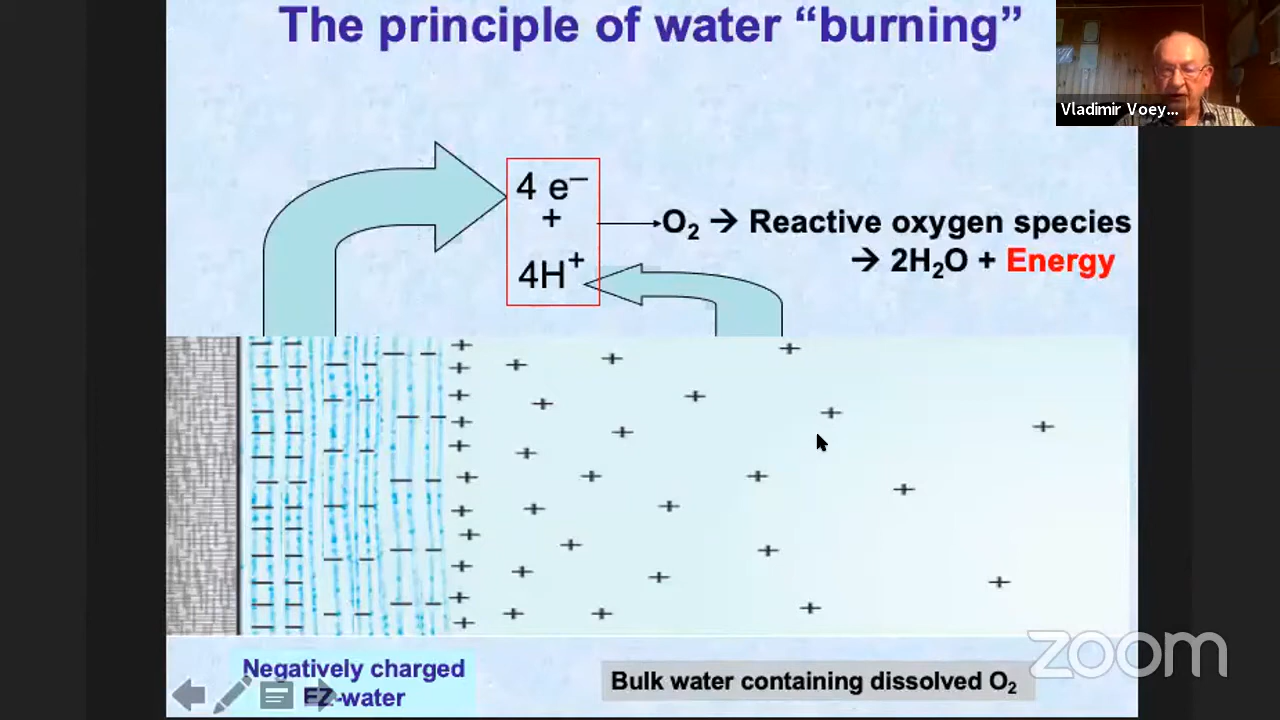 The principle of water “burning”
Vladimir Voey...
4 e–
+
4H+
O2 → Reactive oxygen species
→ 2H2O + Energy
Negatively charged
EZ-water
Bulk water containing dissolved O2
zoom